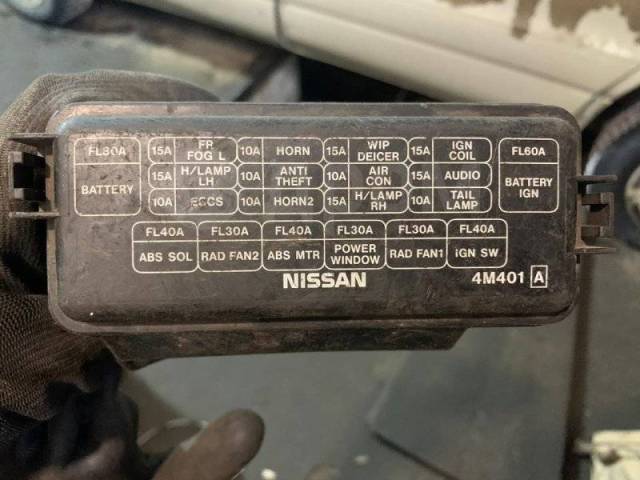 FL80A 15A FR FOG L 10A HORN 15A WIP DEICER 15A IGN COIL FL60A
BATTERY 15A H/LAMP LH 10A ANTI THEFT 10A AIR CON 15A AUDIO BATTERY IGN
10A ECCS 10A HORN2 15A H/LAMP RH 10A TAIL LAMP
FL40A FL30A FL40A FL30A FL30A FL40A
ABS SOL RAD FAN2 ABS MTR POWER WINDOW RAD FAN1 IGN SW
NISSAN 4M401 A